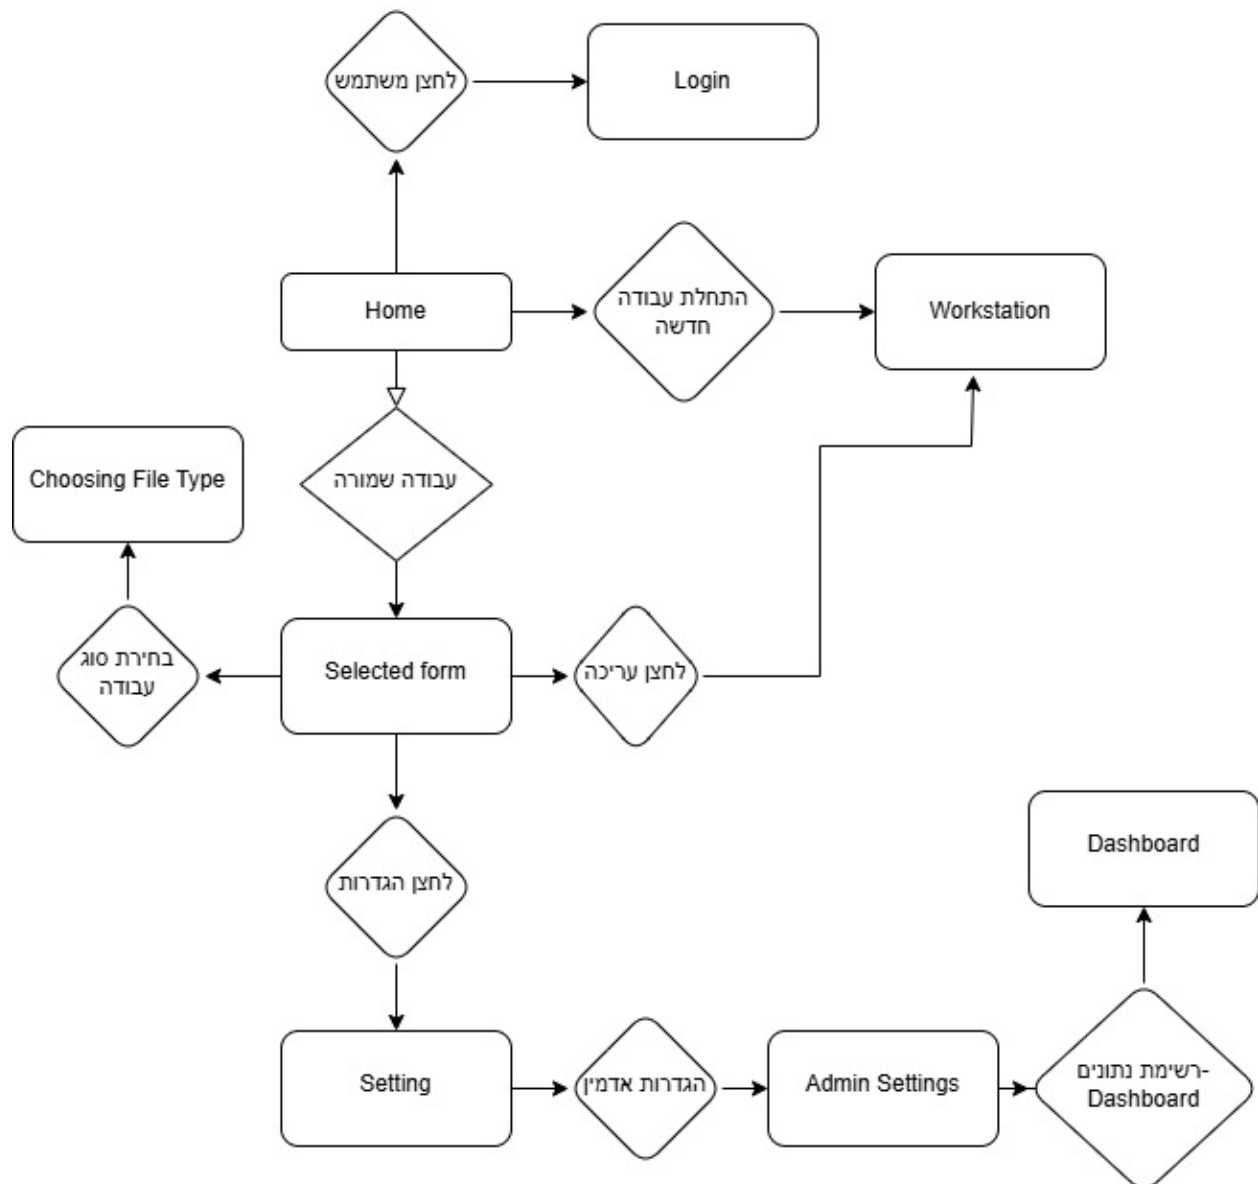 לחצן משתמש
Login
Home
התחלת עבודה
חדשה
Workstation
Choosing File Type
עבודה שמורה
בחירת סוג
עבודה
Selected form
לחצן עריכה
לחצן הגדרות
Dashboard
Setting
הגדרות אדמין
Admin Settings
רשימת נתונים-
Dashboard